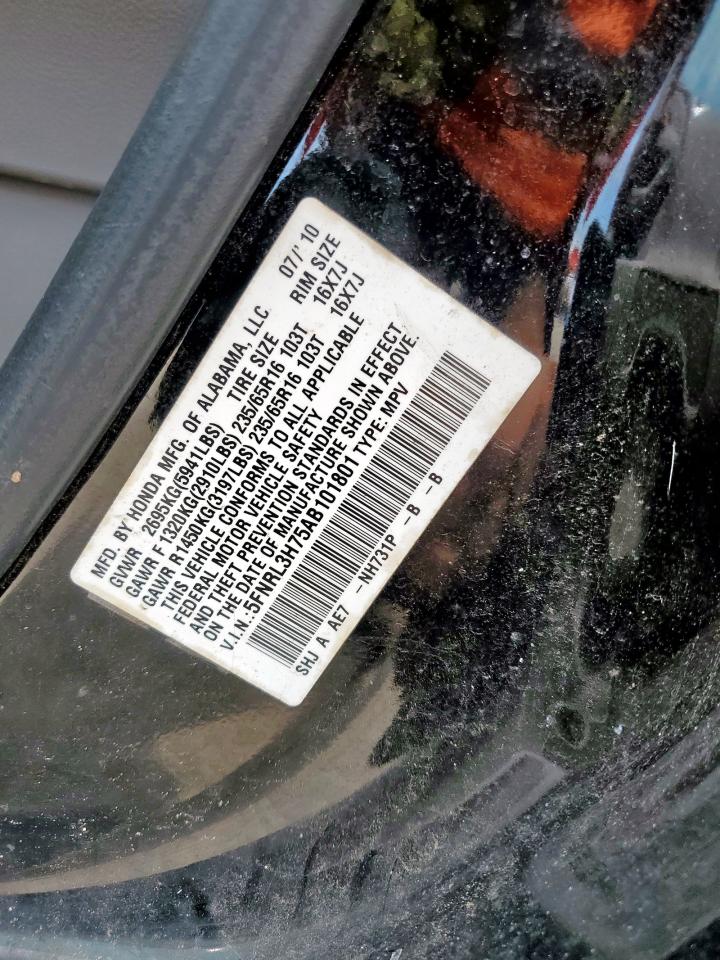 MFD. BY HONDA MFG. OF ALABAMA, LLC 07/' 10
GVWR 2695KG(5941LBS) TIRE SIZE RIM SIZE
GAWR F 1320KG(2910LBS) 235/65R16 103T 16X7J
GAWR R1450KG(3197LBS) 235/65R16 103T 16X7J
THIS VEHICLE CONFORMS TO ALL APPLICABLE
FEDERAL MOTOR VEHICLE SAFETY
AND THEFT PREVENTION STANDARDS IN EFFECT
ON THE DATE OF MANUFACTURE SHOWN ABOVE.
V.I.N.:5FNRL3H75AB101801 TYPE: MPV
SHJ A AE7 -NH731P -B -B